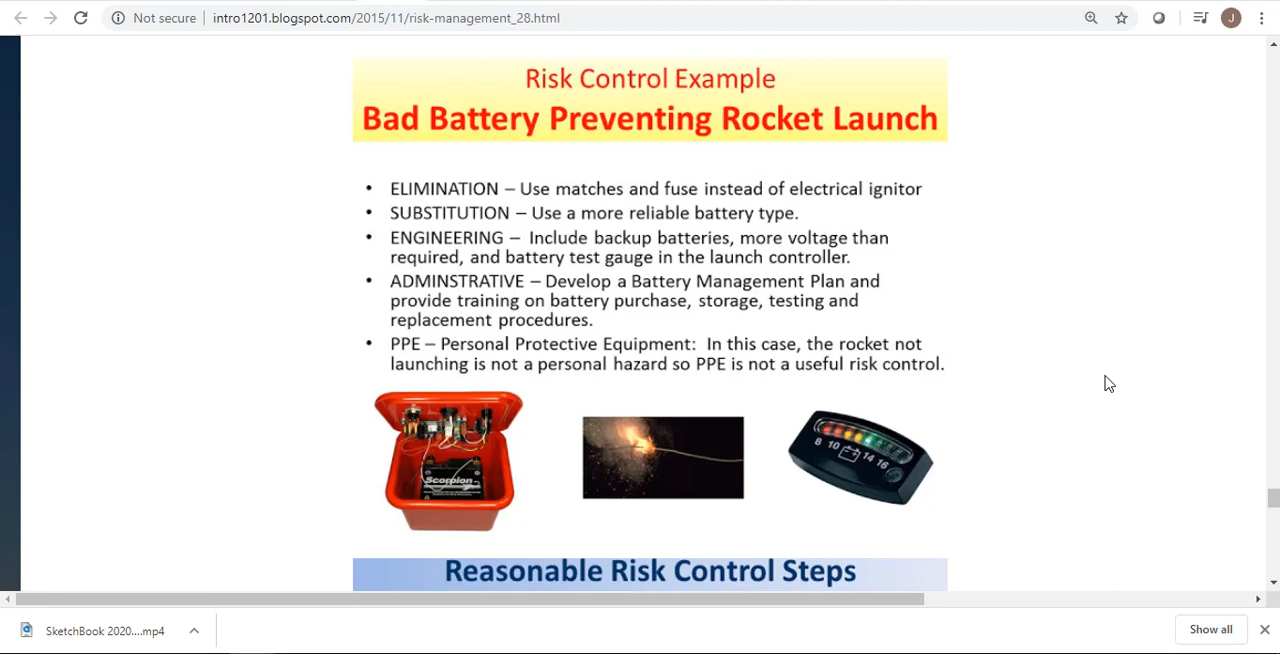 Not secure
intro1201.blogspot.com/2015/11/risk-management_28.html
J
Risk Control Example
Bad Battery Preventing Rocket Launch
• ELIMINATION – Use matches and fuse instead of electrical ignitor
• SUBSTITUTION – Use a more reliable battery type.
• ENGINEERING – Include backup batteries, more voltage than
required, and battery test gauge in the launch controller.
• ADMINSTRATIVE – Develop a Battery Management Plan and
provide training on battery purchase, storage, testing and
replacement procedures.
• PPE – Personal Protective Equipment: In this case, the rocket not
launching is not a personal hazard so PPE is not a useful risk control.
Scorpion
8 10 14 16
Reasonable Risk Control Steps
SketchBook 2020....mp4
Show all